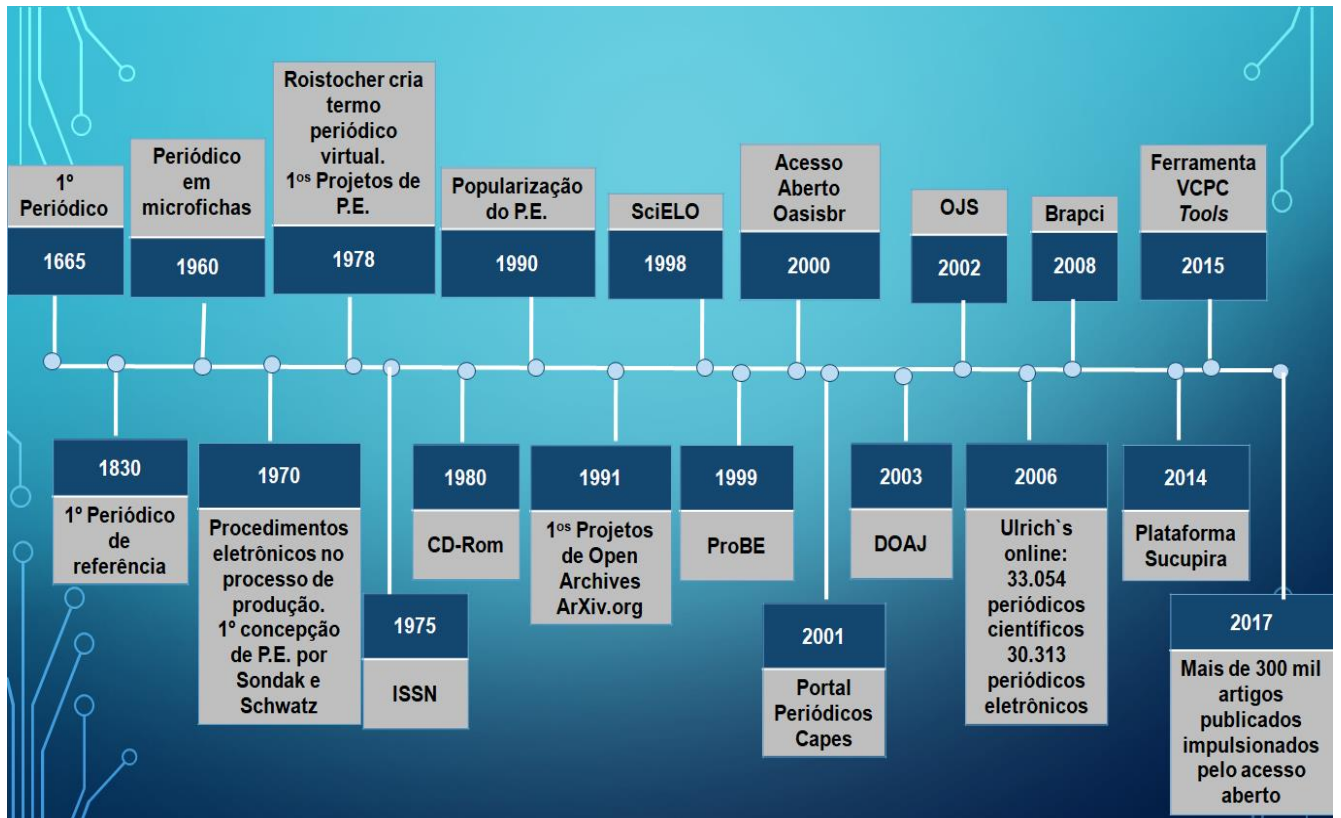 1º
Periódico
1665
Periódico
em
microfichas
1960
Roistocher cria
termo
periódico
virtual.
1os Projetos de
P.E.
1978
Popularização
do P.E.
1990
SciELO
1998
Acesso
Aberto
Oasisbr
2000
OJS
2002
Brapci
2008
Ferramenta
VCPC
Tools
2015
1830
1º Periódico
de
referência
1970
Procedimentos
eletrônicos no
processo de
produção.
1º concepção
de P.E. por
Sondak e
Schwatz
1975
ISSN
1980
CD-Rom
1991
1os Projetos
de Open
Archives
ArXiv.org
1999
ProBE
2001
Portal
Periódicos
Capes
2003
DOAJ
2006
Ulrich`s
online:
33.054
periódicos
científicos
30.313
periódicos
eletrônicos
2014
Plataforma
Sucupira
2017
Mais de 300 mil
artigos
publicados
impulsionados
pelo acesso
aberto